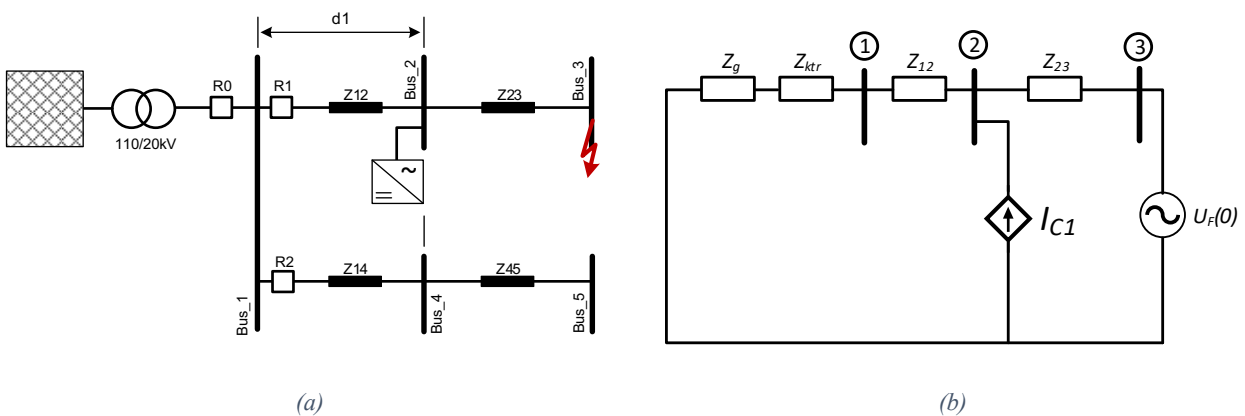 d1
R0
R1
Z12
Bus_2
Z23
Bus_3
110/20kV
~
=
R2
Z14
Z45
Bus_1
Bus_4
Bus_5
(a)
Zg
Zktr
1
Z12
2
Z23
3
IC1
UF(0)
(b)